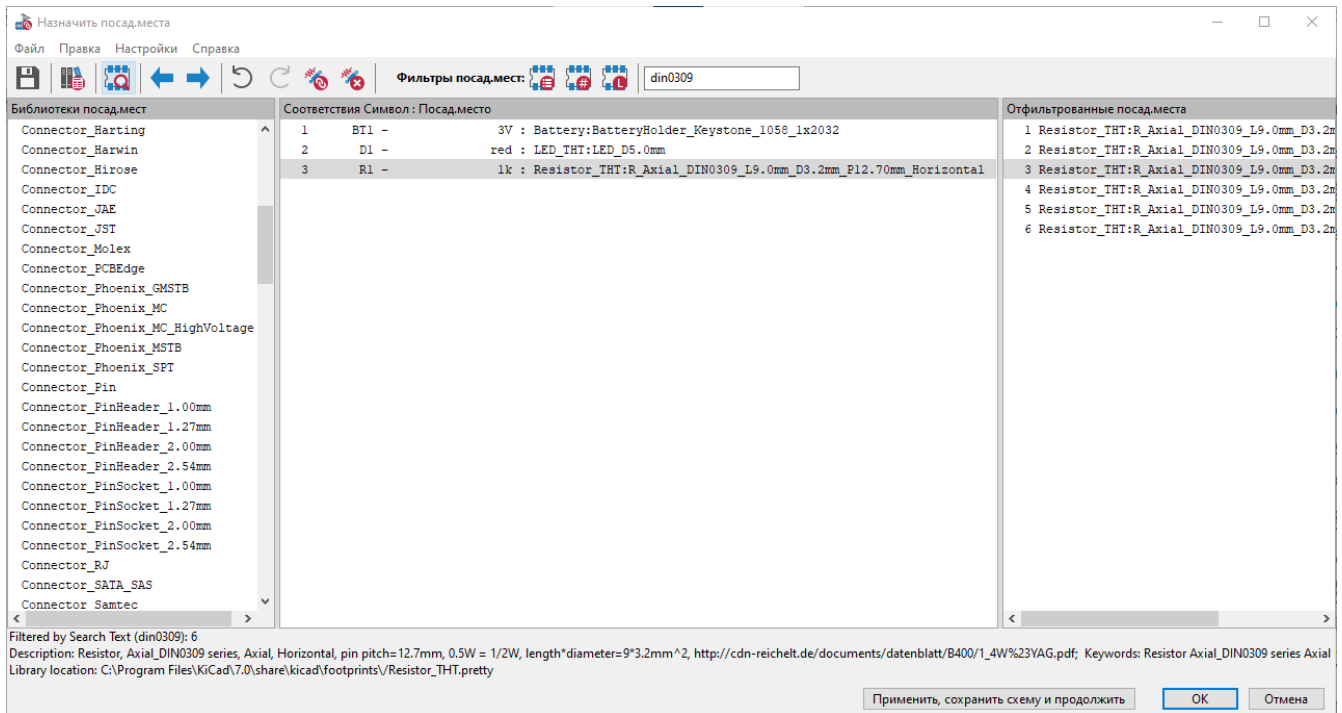 Назначить посад.места
Файл Правка Настройки Справка
Фильтры посад.мест: din0309
Библиотеки посад.мест
Connector_Harting
Connector_Harwin
Connector_Hirose
Connector_IDC
Connector_JAE
Connector_JST
Connector_Molex
Connector_PCBEdge
Connector_Phoenix_GMSTB
Connector_Phoenix_MC
Connector_Phoenix_MC_HighVoltage
Connector_Phoenix_MSTB
Connector_Phoenix_SPT
Connector_Pin
Connector_PinHeader_1.00mm
Connector_PinHeader_1.27mm
Connector_PinHeader_2.00mm
Connector_PinHeader_2.54mm
Connector_PinSocket_1.00mm
Connector_PinSocket_1.27mm
Connector_PinSocket_2.00mm
Connector_PinSocket_2.54mm
Connector_RJ
Connector_SATA_SAS
Connector_Samtec
Соответствия Символ : Посад.место
1 BT1 - 3V : Battery:BatteryHolder_Keystone_1058_1x2032
2 D1 - red : LED_THT:LED_D5.0mm
3 R1 - 1k : Resistor_THT:R_Axial_DIN0309_L9.0mm_D3.2mm_P12.70mm_Horizontal
Отфильтрованные посад.места
1 Resistor_THT:R_Axial_DIN0309_L9.0mm_D3.2m
2 Resistor_THT:R_Axial_DIN0309_L9.0mm_D3.2m
3 Resistor_THT:R_Axial_DIN0309_L9.0mm_D3.2m
4 Resistor_THT:R_Axial_DIN0309_L9.0mm_D3.2m
5 Resistor_THT:R_Axial_DIN0309_L9.0mm_D3.2m
6 Resistor_THT:R_Axial_DIN0309_L9.0mm_D3.2m
Filtered by Search Text (din0309): 6
Description: Resistor, Axial_DIN0309 series, Axial, Horizontal, pin pitch=12.7mm, 0.5W = 1/2W, length*diameter=9*3.2mm^2, http://cdn-reichelt.de/documents/datenblatt/B400/1_4W%23YAG.pdf; Keywords: Resistor Axial_DIN0309 series Axial
Library location: C:\Program Files\KiCad\7.0\share\kicad\footprints\/Resistor_THT.pretty
Применить, сохранить схему и продолжить OK Отмена